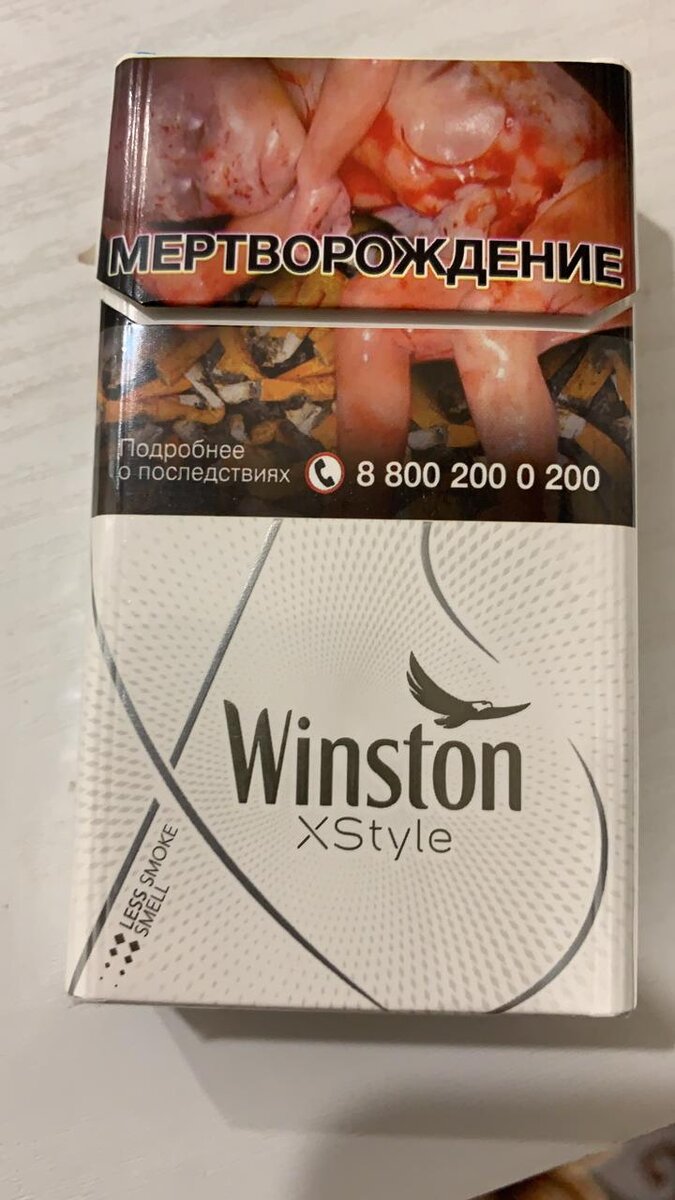 МЕРТВОРОЖДЕНИЕ
Подробнее
о последствиях
8 800 200 0 200
Winston
XStyle
LESS SMOKE
SMELL